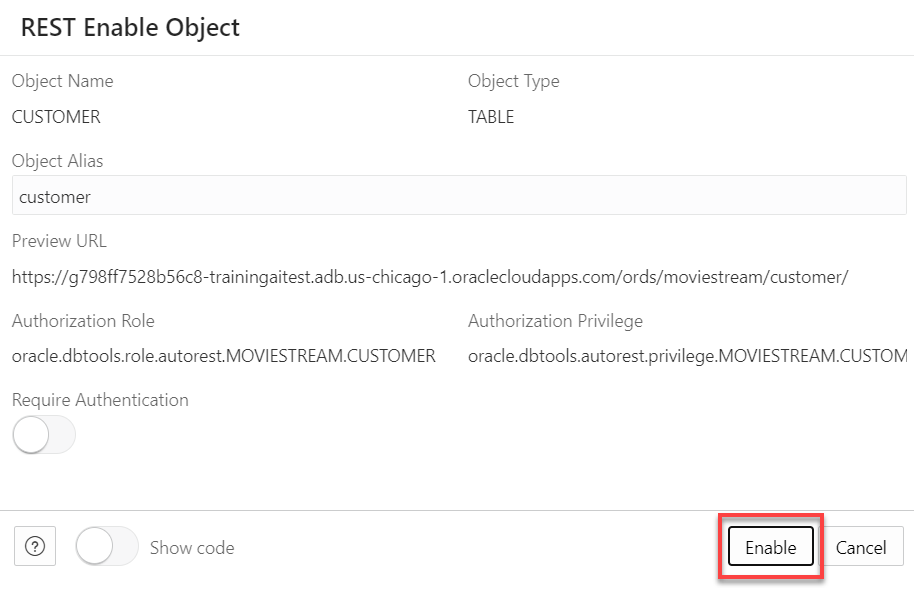 REST Enable Object
Object Name Object Type
CUSTOMER TABLE
Object Alias
customer
Preview URL
https://g798ff7528b56c8-trainingaitest.adb.us-chicago-1.oraclecloudapps.com/ords/moviestream/customer/
Authorization Role Authorization Privilege
oracle.dbtools.role.autorest.MOVIESTREAM.CUSTOMER oracle.dbtools.autorest.privilege.MOVIESTREAM.CUSTOM
Require Authentication
? Show code Enable Cancel